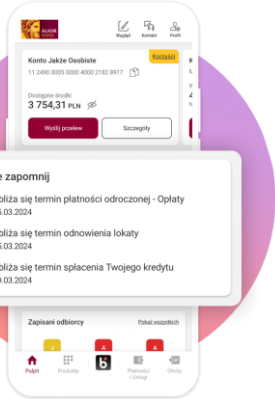 Wypłać Kontakt Profil
Konto Jakże Osobiste
Korzyści
11 2490 0005 0000 4000 2182 8917
Dostępne środki
3 754,31 PLN
Wyślij przelew
Szczegóły
e zapomnij
bliża się termin płatności odroczonej - Opłaty
5.03.2024
bliża się termin odnowienia lokaty
5.03.2024
bliża się termin spłacenia Twojego kredytu
9.03.2024
Zapisani odbiorcy
Pokaż wszystkich
J A A
Pulpit Produkty Płatności i Usługi Oferty